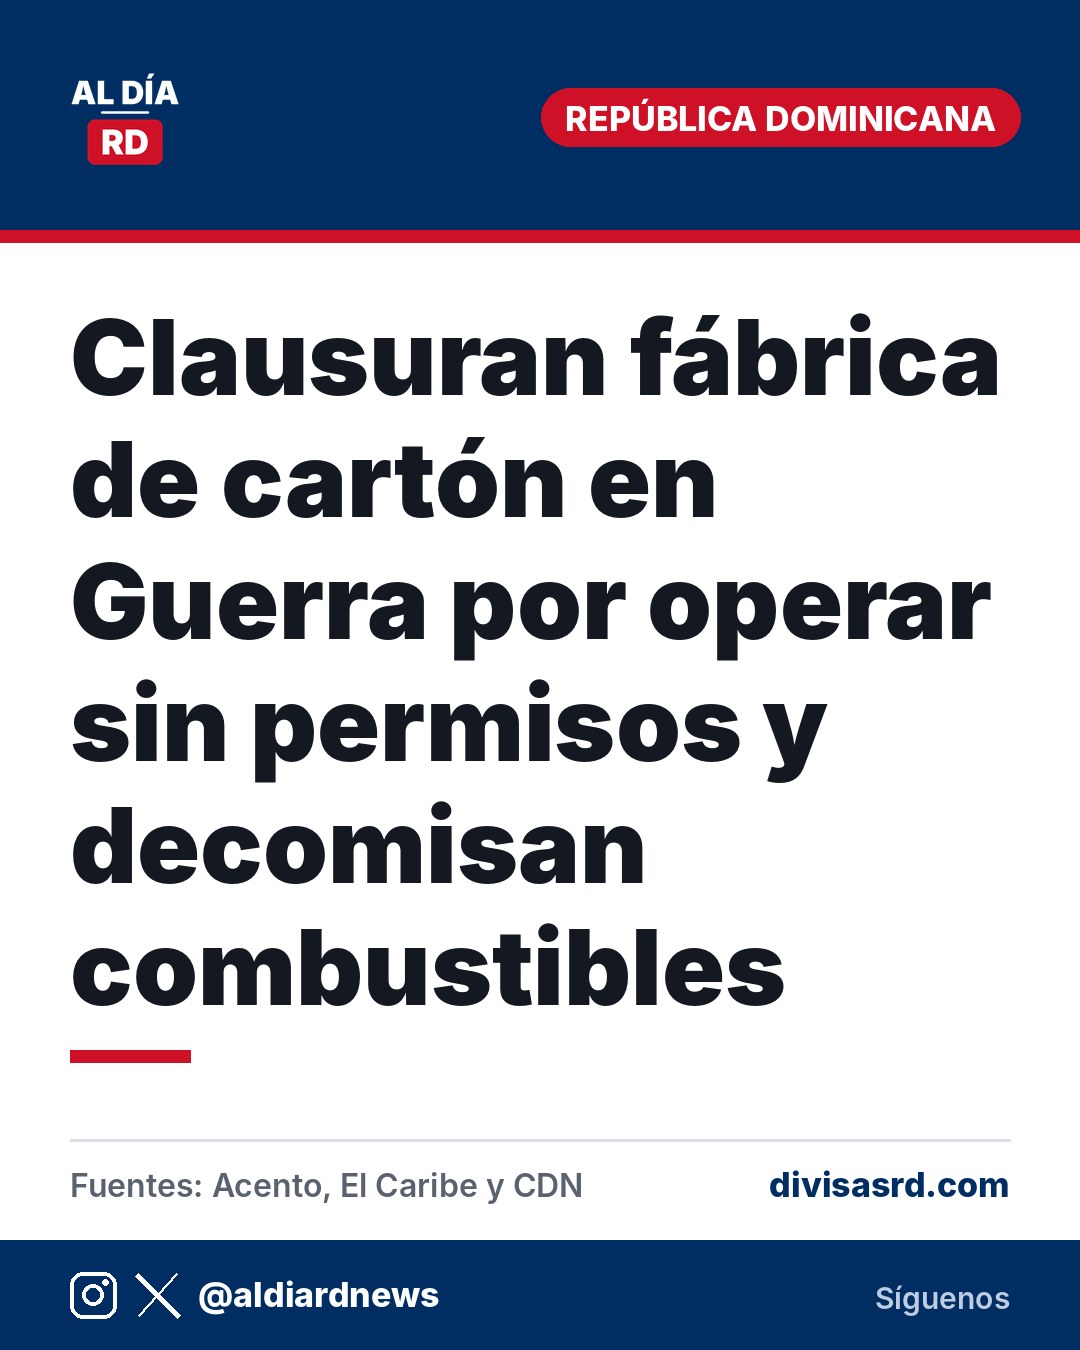 AL DÍA
RD
REPÚBLICA DOMINICANA
Clausuran fábrica
de cartón en
Guerra por operar
sin permisos y
decomisan
combustibles
Fuentes: Acento, El Caribe y CDN
divisasrd.com
@aldiardnews
Síguenos